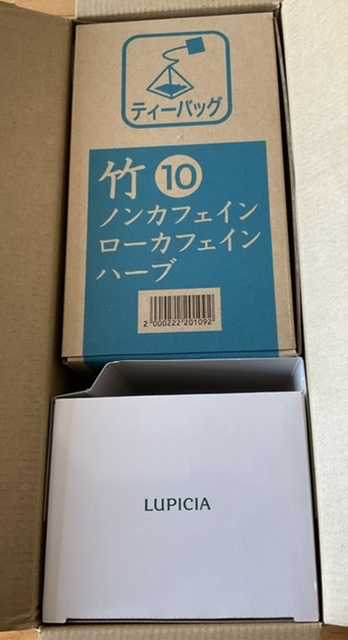 ティーバッグ
竹 10
ノンカフェイン
ローカフェイン
ハーブ
2 000222 201092
LUPICIA